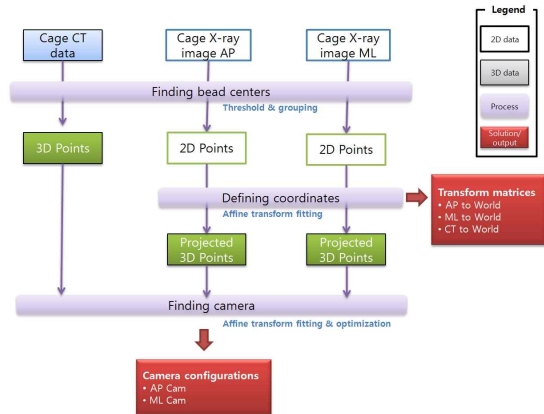 Legend
2D data
3D data
Process
Solution/
output
Cage CT
data
Cage X-ray
image AP
Cage X-ray
image ML
Finding bead centers
Threshold & grouping
3D Points
2D Points
2D Points
Defining coordinates
Affine transform fitting
Transform matrices
• AP to World
• ML to World
• CT to World
Projected
3D Points
Projected
3D Points
Finding camera
Affine transform fitting & optimization
Camera configurations
• AP Cam
• ML Cam